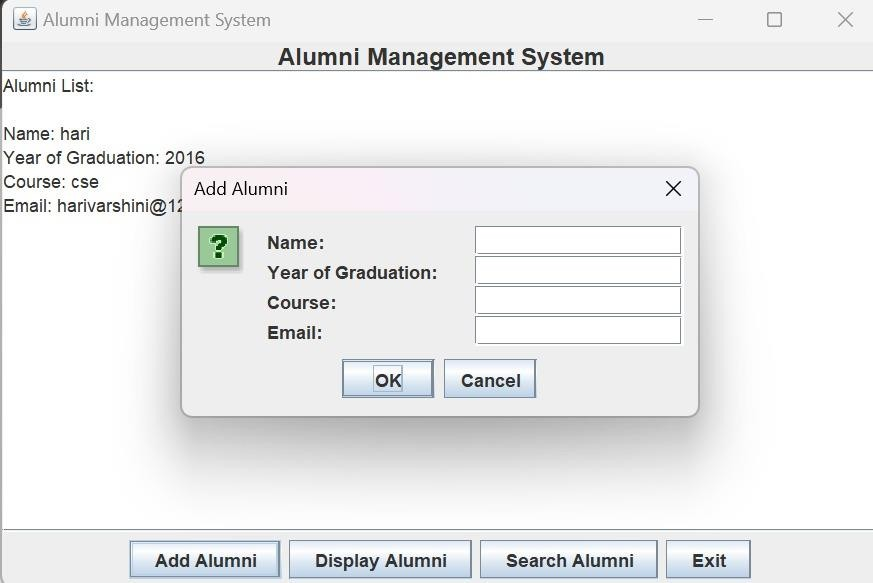 Alumni Management System
Alumni Management System
Alumni List:
Name: hari
Year of Graduation: 2016
Course: cse
Email: harivarshini@12
Add Alumni
?
Name:
Year of Graduation:
Course:
Email:
OK Cancel
Add Alumni Display Alumni Search Alumni Exit